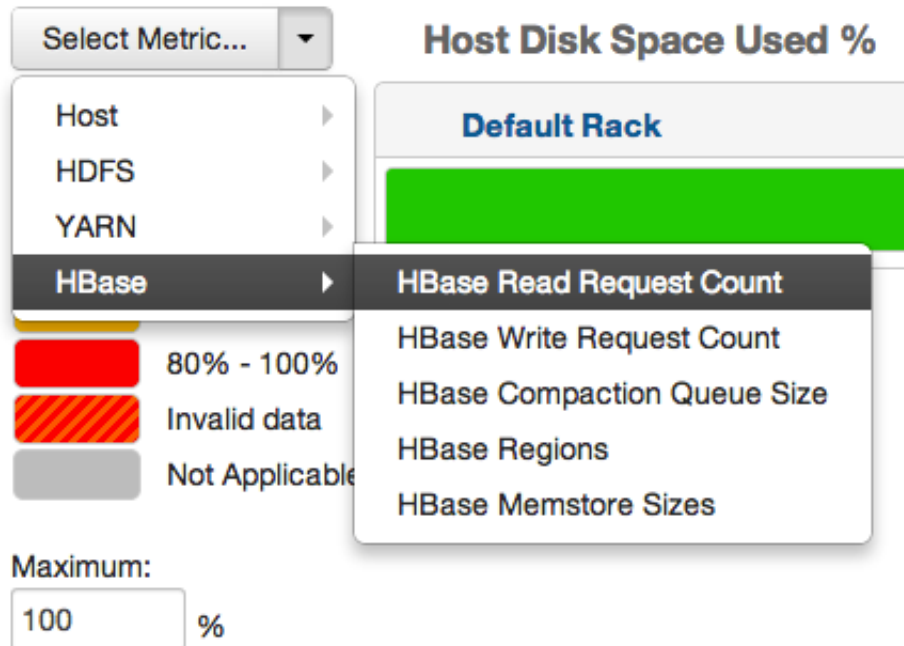 Select Metric...
Host Disk Space Used %
Host
HDFS
YARN
HBase
Default Rack
HBase Read Request Count
HBase Write Request Count
HBase Compaction Queue Size
HBase Regions
HBase Memstore Sizes
80% - 100%
Invalid data
Not Applicable
Maximum:
100 %